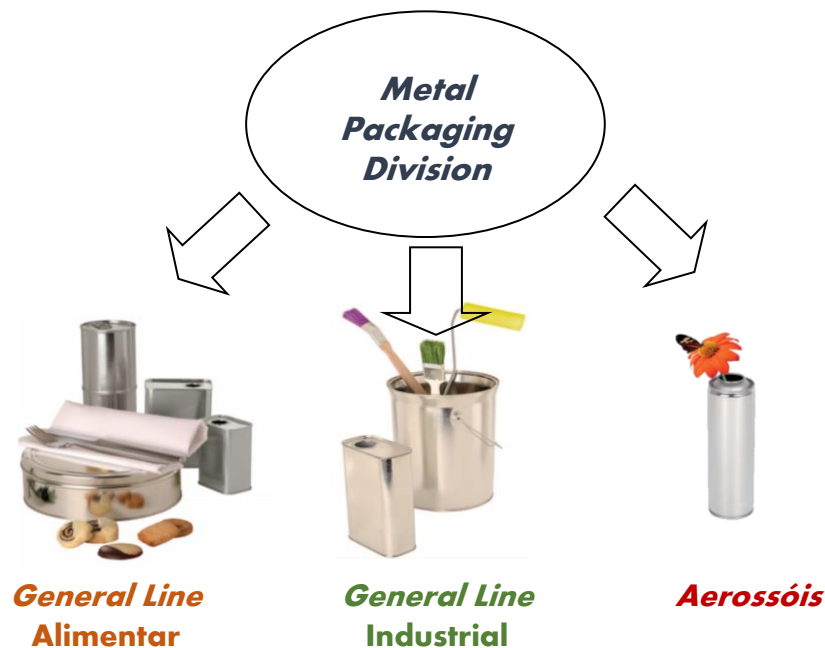 Metal
Packaging
Division
General Line
Alimentar
General Line
Industrial
Aerossóis